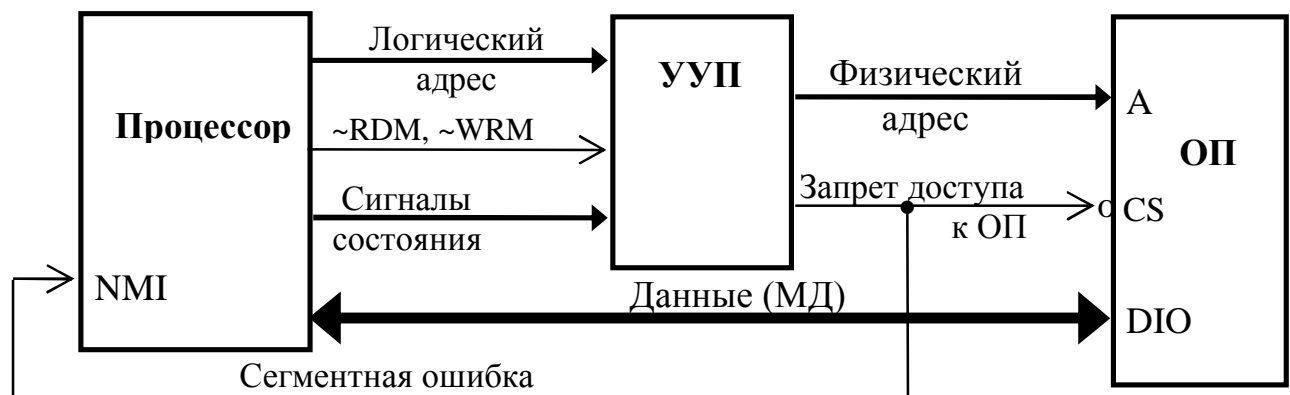 Логический
адрес
УУП
Физический
адрес
A
Процессор
~RDM, ~WRM
ОП
Запрет доступа
к ОП
CS
Сигналы
состояния
NMI
Данные (МД)
DIO
Сегментная ошибка